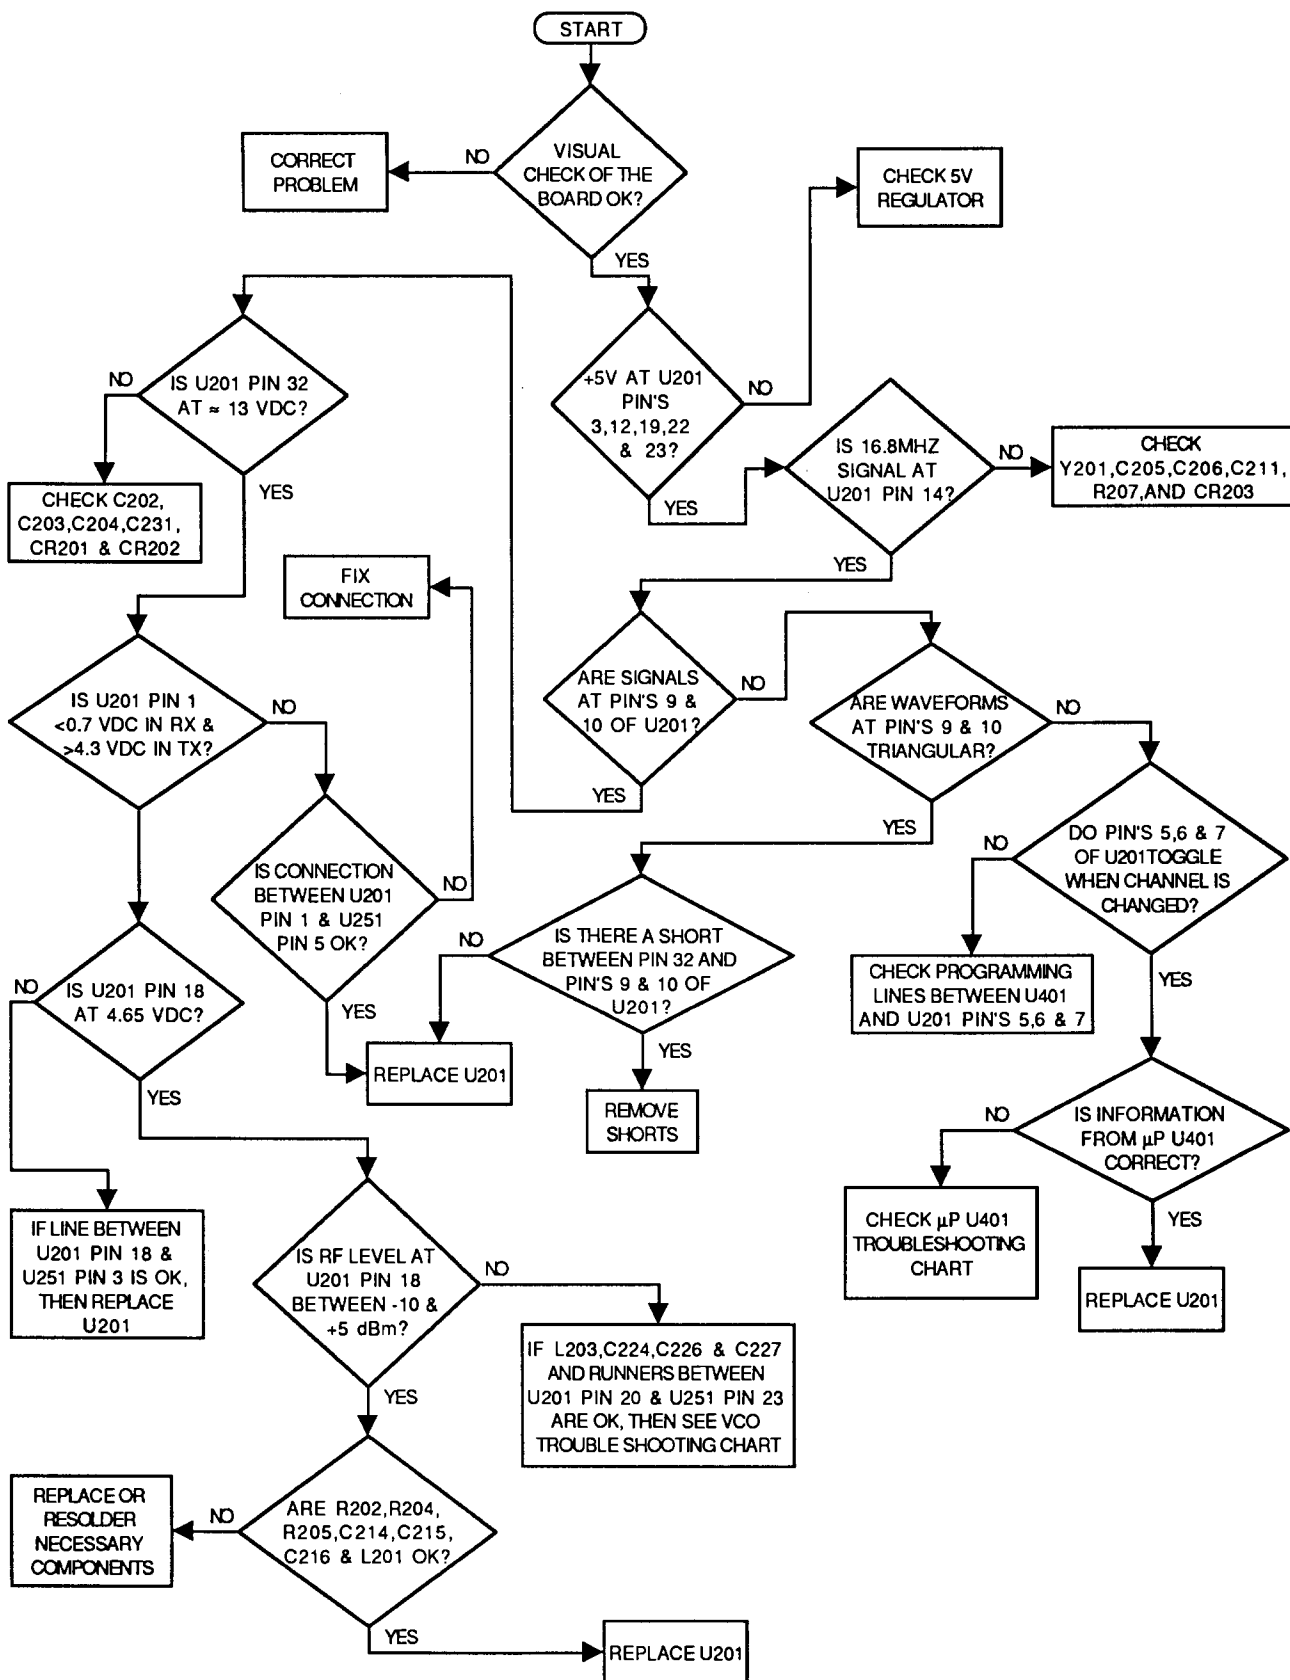 START
VISUAL
CHECK OF THE
BOARD OK?
NO
CORRECT
PROBLEM
YES
CHECK 5V
REGULATOR
+5V AT U201
PIN'S
3,12,19,22
& 23?
NO
YES
IS U201 PIN 32
AT ≈ 13 VDC?
NO
YES
CHECK C202,
C203,C204,C231,
CR201 & CR202
IS 16.8MHZ
SIGNAL AT
U201 PIN 14?
NO
YES
CHECK
Y201,C205,C206,C211,
R207,AND CR203
FIX
CONNECTION
ARE SIGNALS
AT PIN'S 9 &
10 OF U201?
NO
YES
ARE WAVEFORMS
AT PIN'S 9 & 10
TRIANGULAR?
NO
YES
IS U201 PIN 1
<0.7 VDC IN RX &
>4.3 VDC IN TX?
NO
IS CONNECTION
BETWEEN U201
PIN 1 & U251
PIN 5 OK?
NO
YES
DO PIN'S 5,6 & 7
OF U201TOGGLE
WHEN CHANNEL IS
CHANGED?
NO
YES
CHECK PROGRAMMING
LINES BETWEEN U401
AND U201 PIN'S 5,6 & 7
IS THERE A SHORT
BETWEEN PIN 32 AND
PIN'S 9 & 10 OF
U201?
NO
YES
REPLACE U201
REMOVE
SHORTS
IS U201 PIN 18
AT 4.65 VDC?
NO
YES
IF LINE BETWEEN
U201 PIN 18 &
U251 PIN 3 IS OK,
THEN REPLACE
U201
IS INFORMATION
FROM µP U401
CORRECT?
NO
YES
CHECK µP U401
TROUBLESHOOTING
CHART
REPLACE U201
IS RF LEVEL AT
U201 PIN 18
BETWEEN -10 &
+5 dBm?
NO
YES
IF L203,C224,C226 & C227
AND RUNNERS BETWEEN
U201 PIN 20 & U251 PIN 23
ARE OK, THEN SEE VCO
TROUBLE SHOOTING CHART
ARE R202,R204,
R205,C214,C215,
C216 & L201 OK?
NO
YES
REPLACE OR
RESOLDER
NECESSARY
COMPONENTS
REPLACE U201